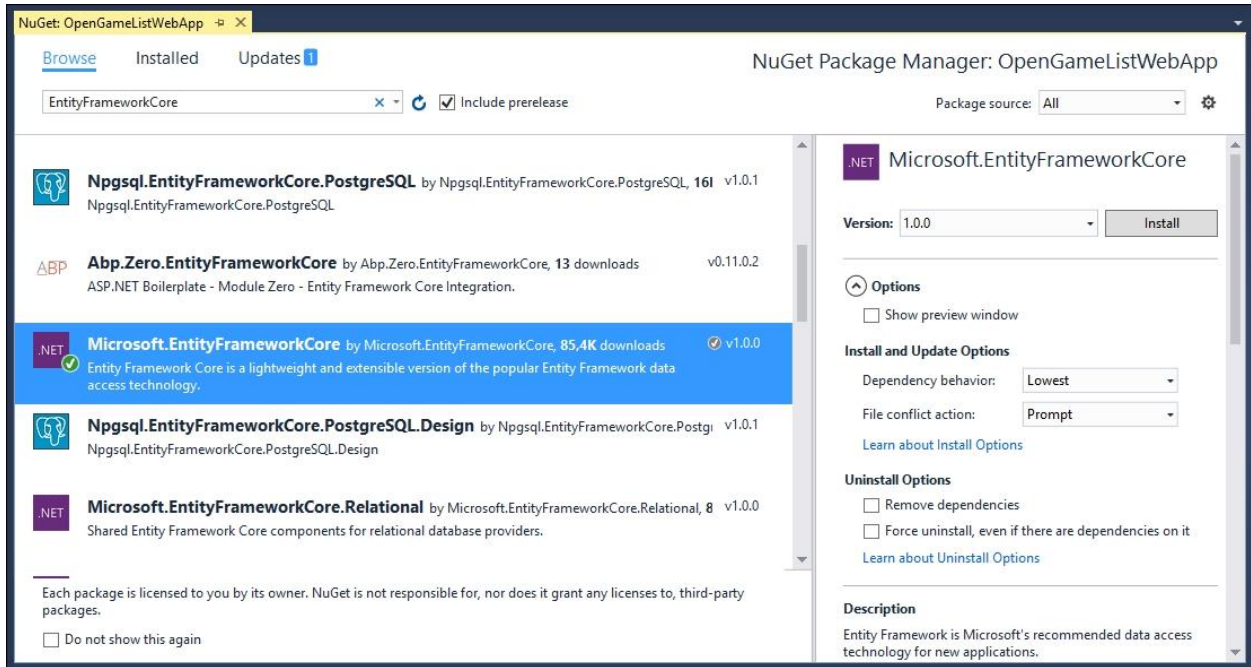 NuGet: OpenGameListWebApp
Browse Installed Updates 1
NuGet Package Manager: OpenGameListWebApp
EntityFrameworkCore
Include prerelease
Package source: All
Npgsql.EntityFrameworkCore.PostgreSQL by Npgsql.EntityFrameworkCore.PostgreSQL, 16 v1.0.1
Npgsql.EntityFrameworkCore.PostgreSQL
ABP
Abp.Zero.EntityFrameworkCore by Abp.Zero.EntityFrameworkCore, 13 downloads v0.11.0.2
ASP.NET Boilerplate - Module Zero - Entity Framework Core Integration.
.NET
Microsoft.EntityFrameworkCore by Microsoft.EntityFrameworkCore, 85,4K downloads v1.0.0
Entity Framework Core is a lightweight and extensible version of the popular Entity Framework data
access technology.
Npgsql.EntityFrameworkCore.PostgreSQL.Design by Npgsql.EntityFrameworkCore.Postg v1.0.1
Npgsql.EntityFrameworkCore.PostgreSQL.Design
.NET
Microsoft.EntityFrameworkCore.Relational by Microsoft.EntityFrameworkCore.Relational, 8 v1.0.0
Shared Entity Framework Core components for relational database providers.
Each package is licensed to you by its owner. NuGet is not responsible for, nor does it grant any licenses to, third-party
packages.
Do not show this again
.NET
Microsoft.EntityFrameworkCore
Version: 1.0.0
Install
Options
Show preview window
Install and Update Options
Dependency behavior: Lowest
File conflict action: Prompt
Learn about Install Options
Uninstall Options
Remove dependencies
Force uninstall, even if there are dependencies on it
Learn about Uninstall Options
Description
Entity Framework is Microsoft's recommended data access
technology for new applications.